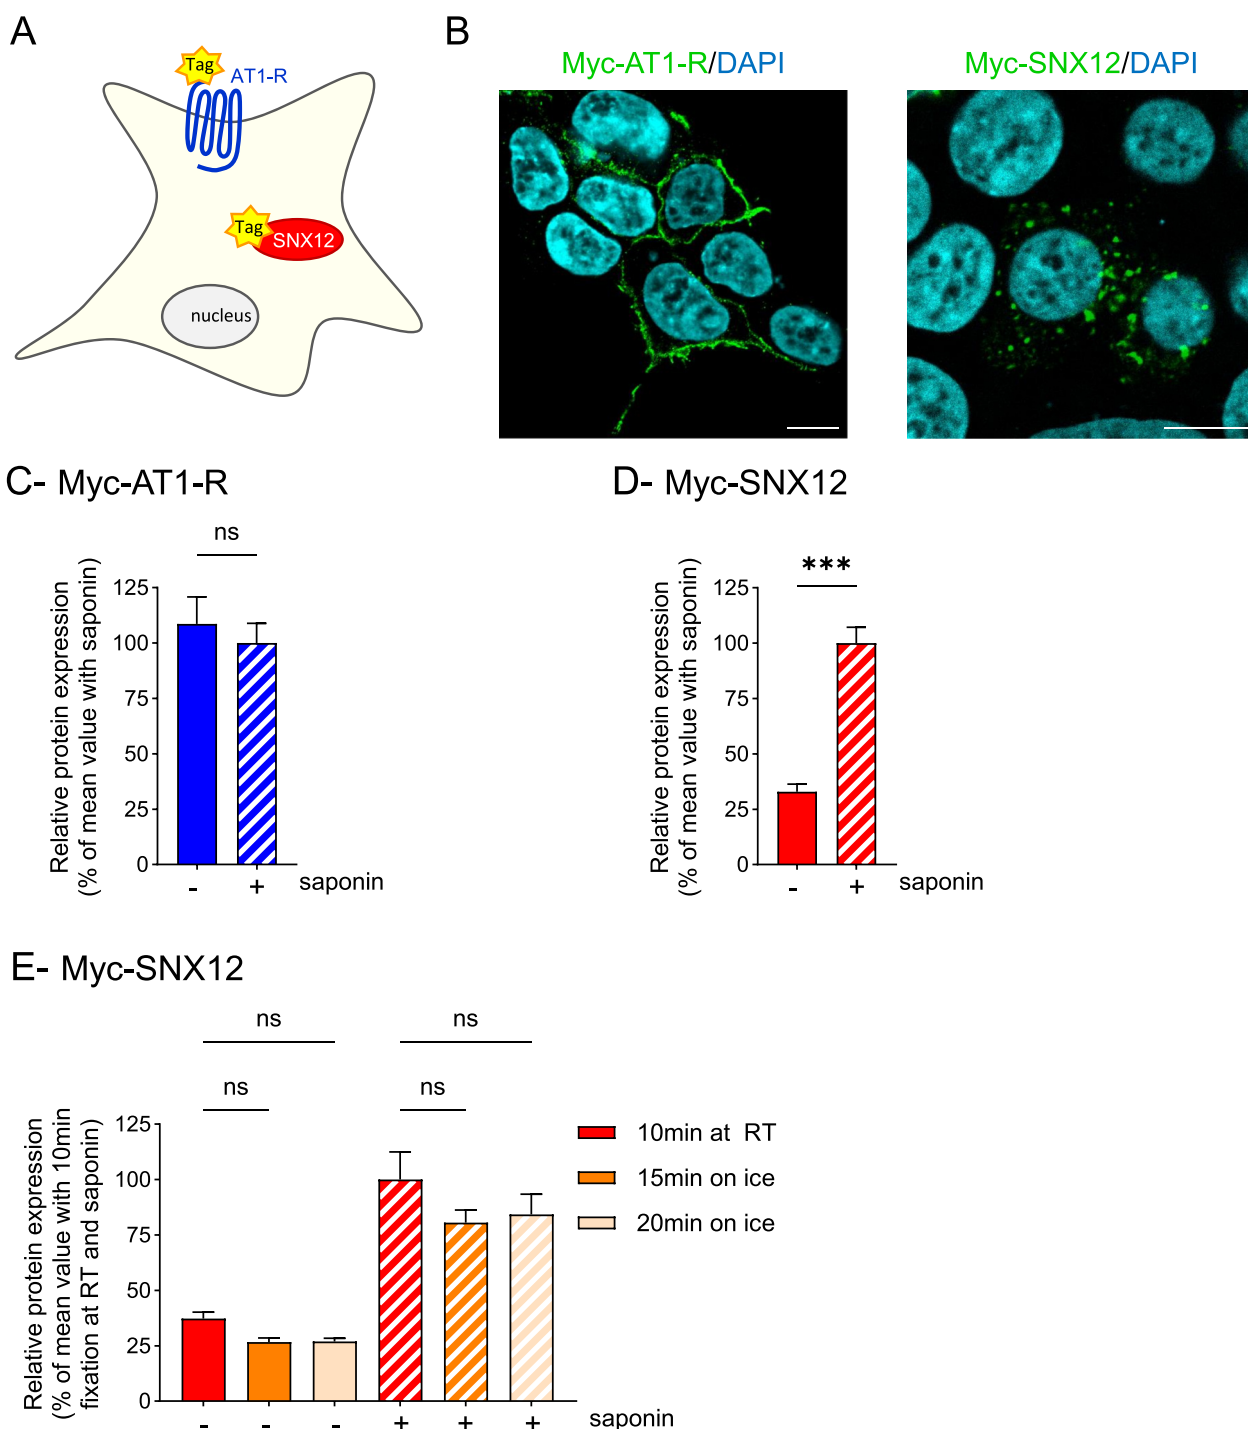 A
Tag
AT1-R
Tag
SNX12
nucleus
B
Myc-AT1-R/DAPI
Myc-SNX12/DAPI
C- Myc-AT1-R
ns
Relative protein expression
(% of mean value with saponin)
125
100
75
50
25
0
- + saponin
D- Myc-SNX12
***
Relative protein expression
(% of mean value with saponin)
125
100
75
50
25
0
- + saponin
E- Myc-SNX12
ns
ns
ns
ns
Relative protein expression
(% of mean value with 10min
fixation at RT and saponin)
125
100
75
50
25
0
- - - + + + saponin
10min at RT
15min on ice
20min on ice